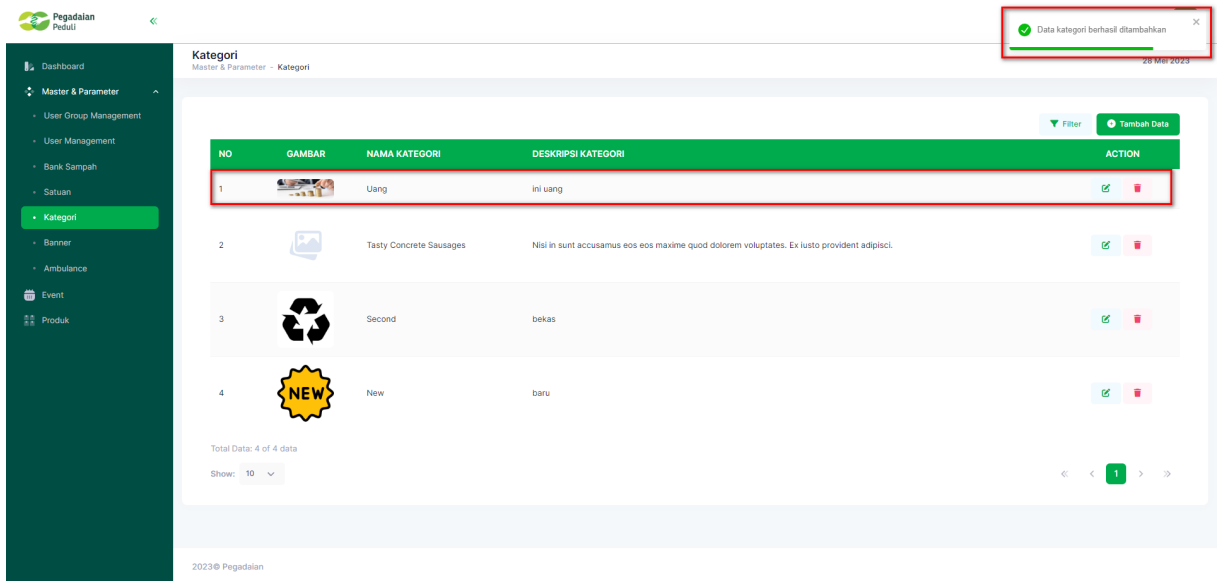 Pegadaian
Peduli
Data kategori berhasil ditambahkan
Kategori
Master & Parameter - Kategori
28 Mei 2023
Dashboard
Master & Parameter
User Group Management
User Management
Bank Sampah
Satuan
Kategori
Banner
Ambulance
Event
Produk
Filter
Tambah Data
NO GAMBAR NAMA KATEGORI DESKRIPSI KATEGORI ACTION
1 Uang ini uang
2 Tasty Concrete Sausages Nisi in sunt accusamus eos eos maxime quod dolorem voluptates. Ex iusto provident adipisci.
3 Second bekas
4 NEW New baru
Total Data: 4 of 4 data
Show: 10
1
2023© Pegadaian